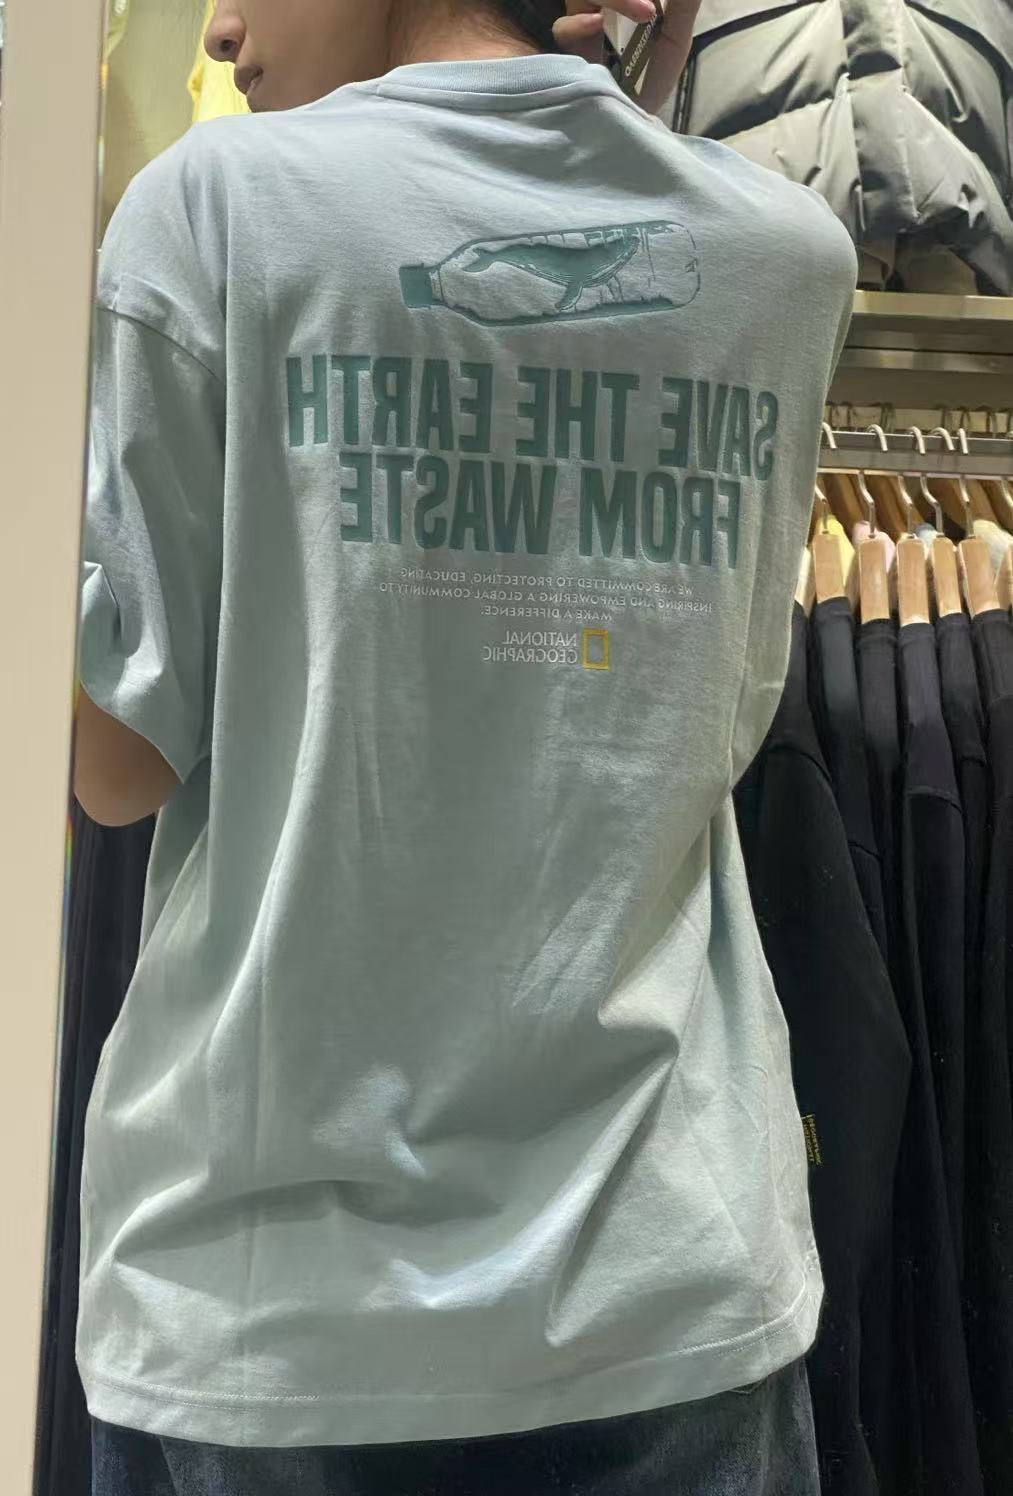 SAVE THE EARTH
FROM WASTE
WE ARE COMMITTED TO PROTECTING, EDUCATING
INSPIRING AND EMPOWERING A GLOBAL COMMUNITY TO
MAKE A DIFFERENCE.
NATIONAL
GEOGRAPHIC